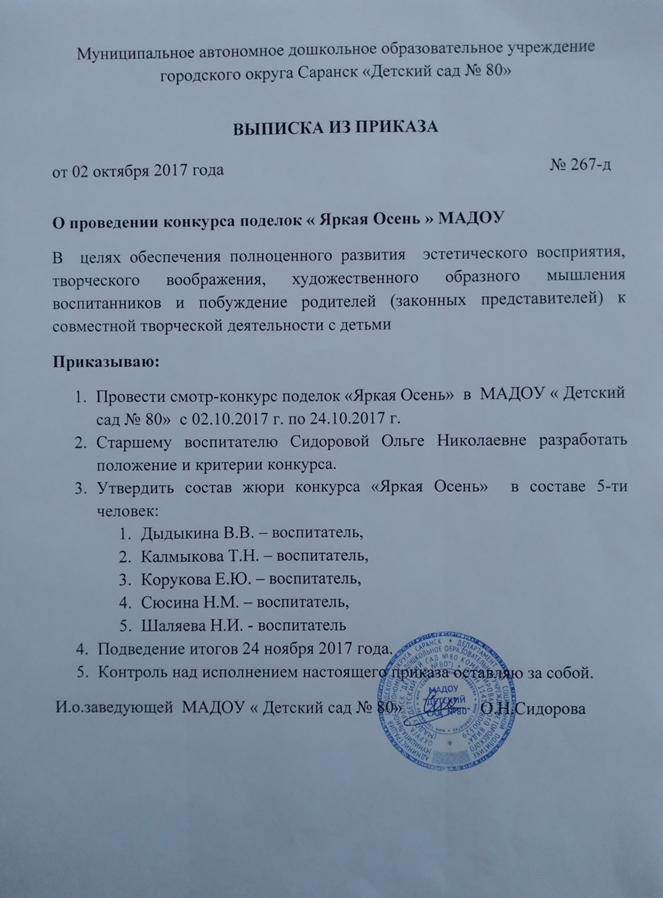 Муниципальное автономное дошкольное образовательное учреждение
городского округа Саранск «Детский сад № 80»
ВЫПИСКА ИЗ ПРИКАЗА
от 02 октября 2017 года № 267-д
О проведении конкурса поделок « Яркая Осень » МАДОУ
В целях обеспечения полноценного развития эстетического восприятия,
творческого воображения, художественного образного мышления
воспитанников и побуждение родителей (законных представителей) к
совместной творческой деятельности с детьми
Приказываю:
1. Провести смотр-конкурс поделок «Яркая Осень» в МАДОУ « Детский
сад № 80» с 02.10.2017 г. по 24.10.2017 г.
2. Старшему воспитателю Сидоровой Ольге Николаевне разработать
положение и критерии конкурса.
3. Утвердить состав жюри конкурса «Яркая Осень» в составе 5-ти
человек:
1. Дыдыкина В.В. – воспитатель,
2. Калмыкова Т.Н. – воспитатель,
3. Корукова Е.Ю. – воспитатель,
4. Сюсина Н.М. – воспитатель,
5. Шаляева Н.И. - воспитатель
4. Подведение итогов 24 ноября 2017 года.
5. Контроль над исполнением настоящего приказа оставляю за собой.
И.о.заведующей МАДОУ « Детский сад № 80» О.Н.Сидорова
МАДОУ
ДЕТСКИЙ
САД №80